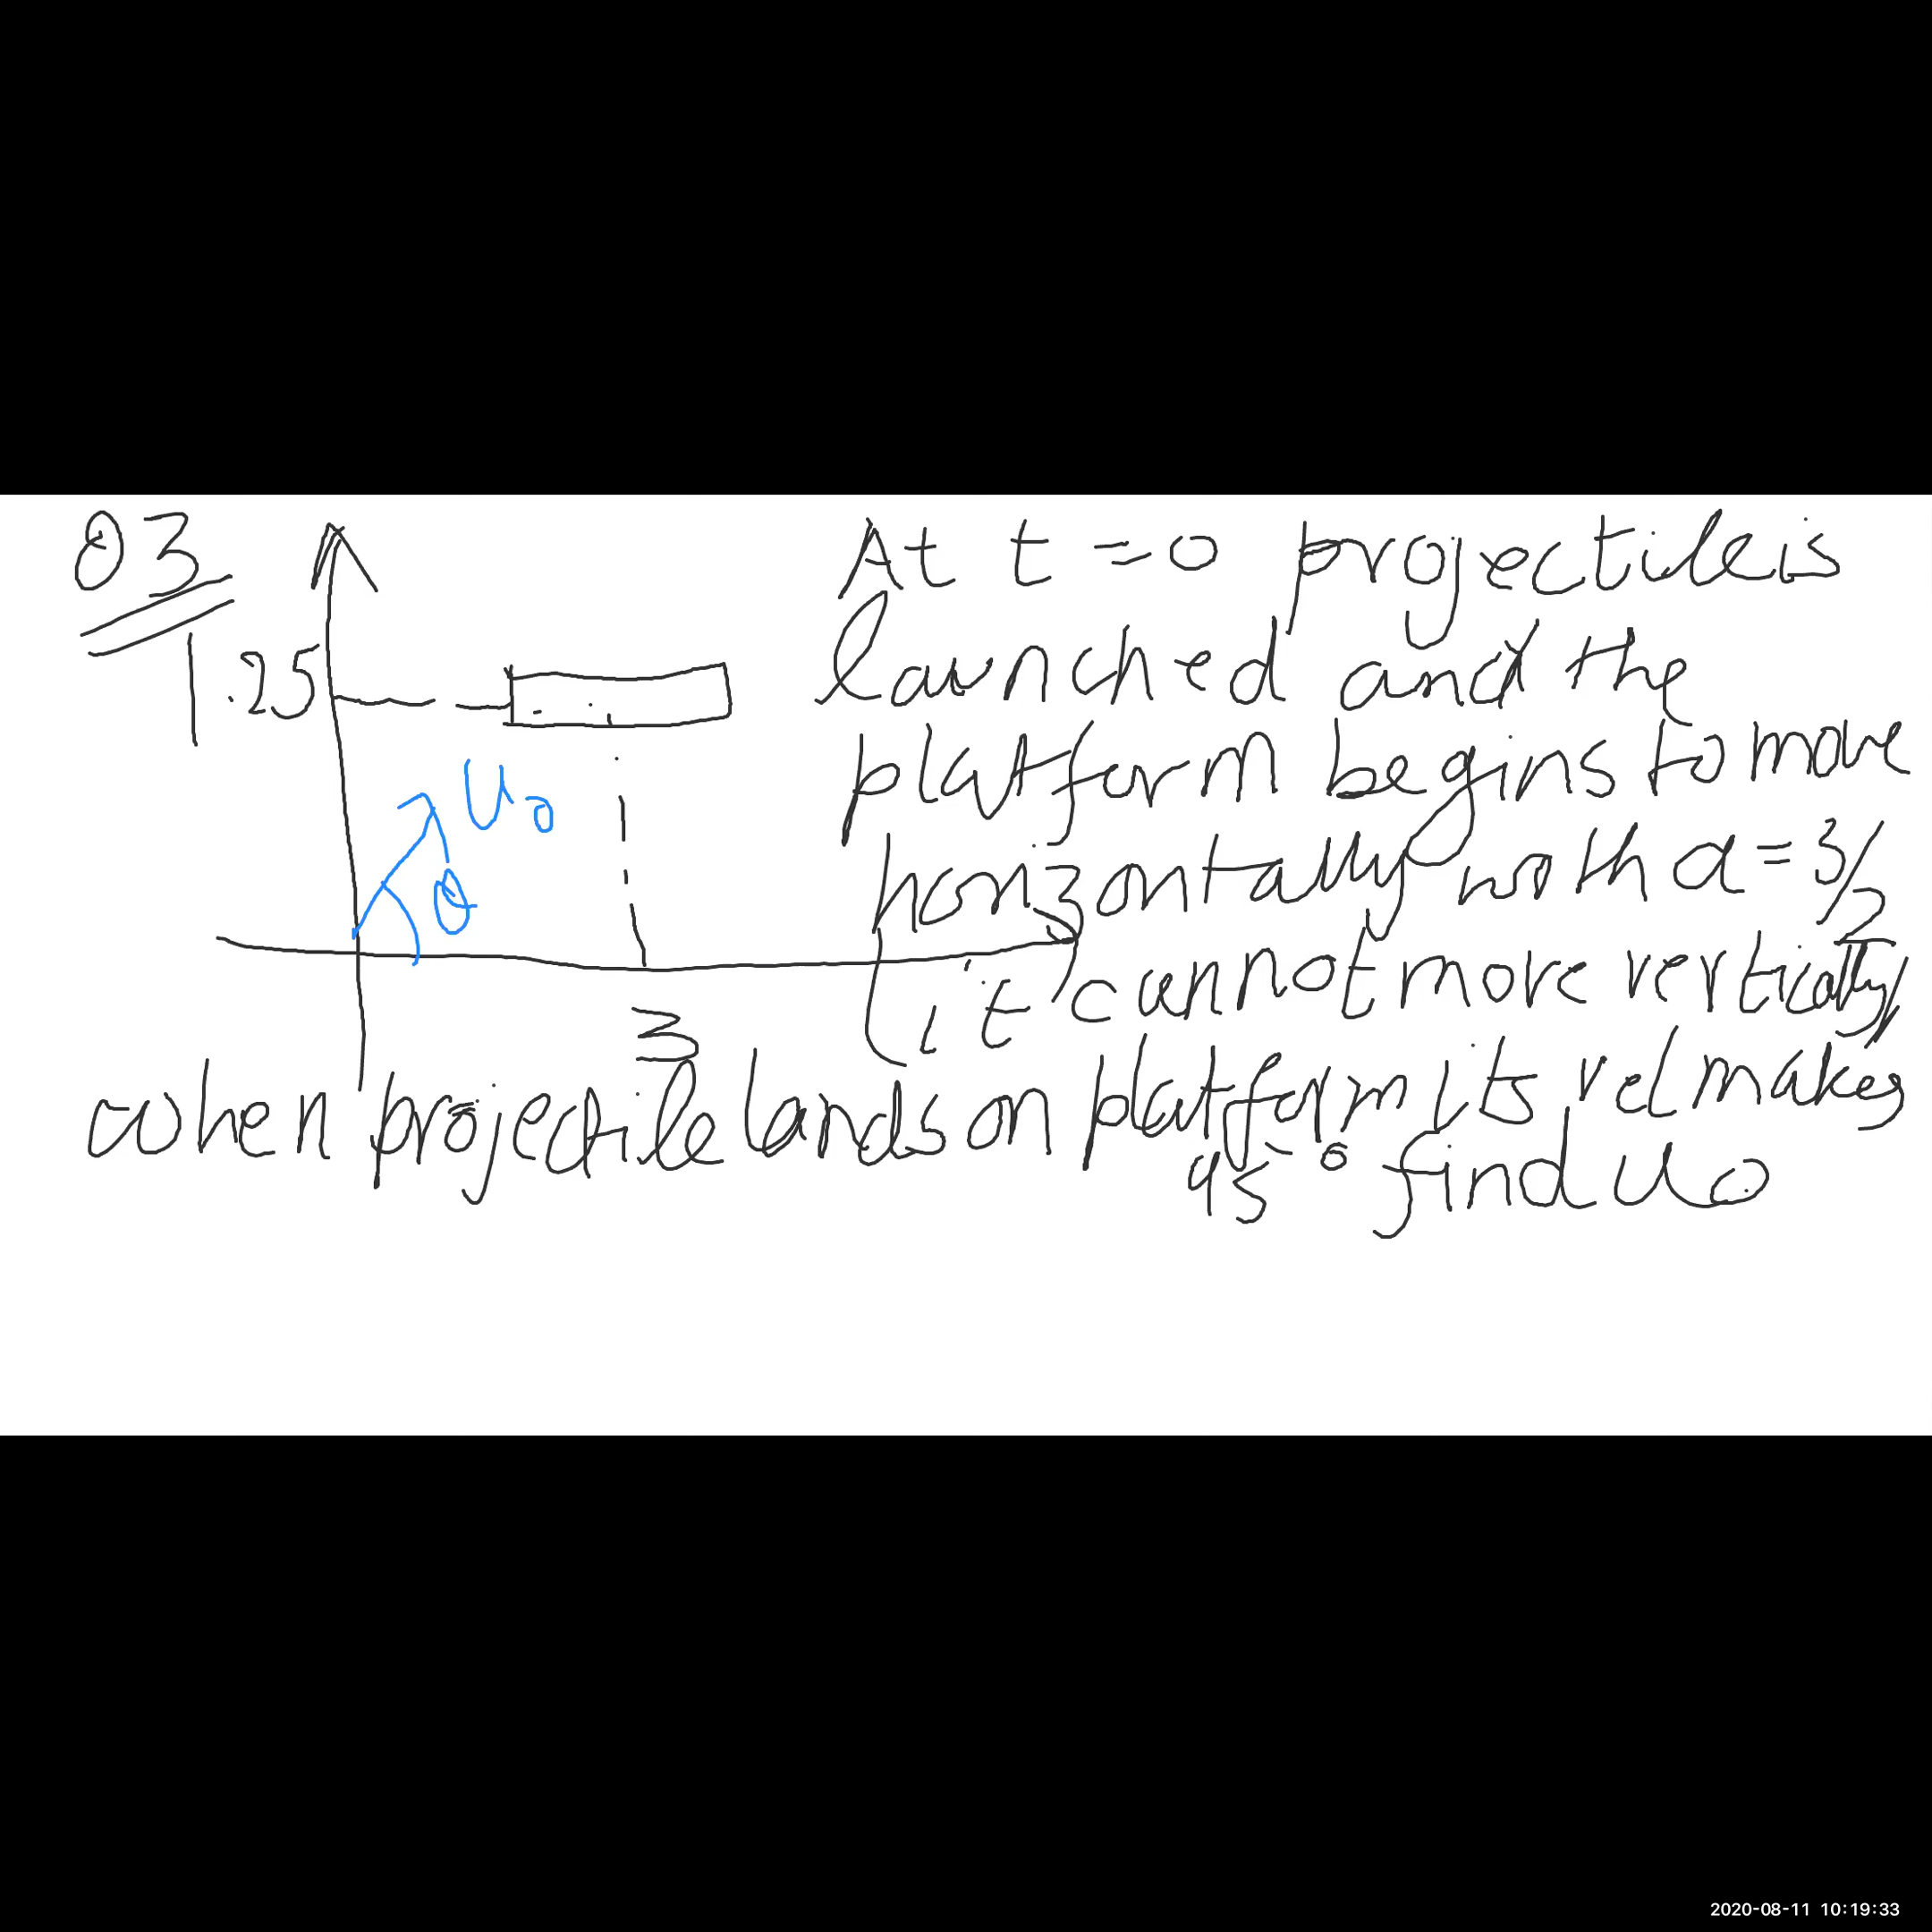 Q3
At t = 0 projectile is
launched and the
1.25
platform begins to move
u0
horizontally with a = 3/2
θ
(it cannot move vertically)
3
when projectile lands on platform its vel makes
45° find u0
2020-08-11 10:19:33